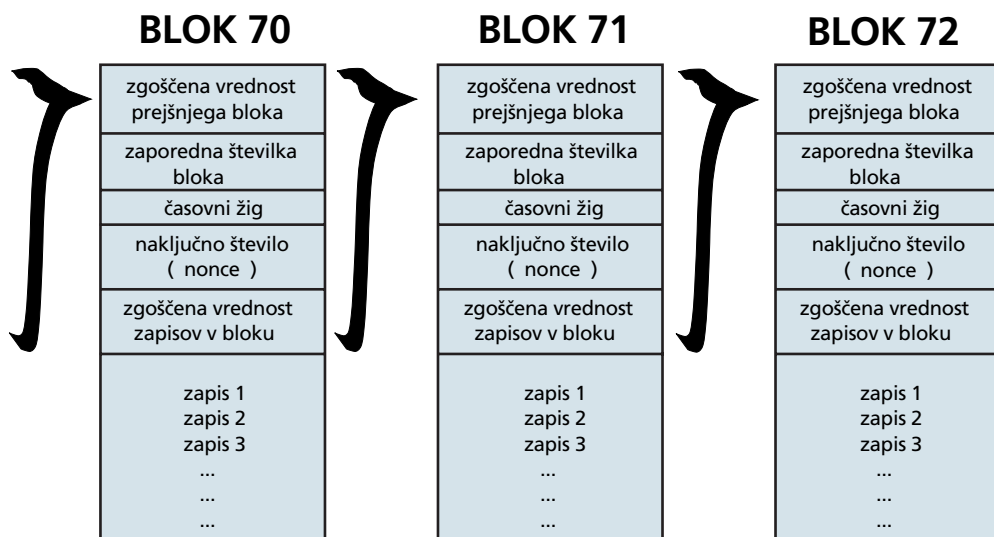 BLOK 70
zgoščena vrednost
prejšnjega bloka
zaporedna številka
bloka
časovni žig
naključno število
( nonce )
zgoščena vrednost
zapisov v bloku
zapis 1
zapis 2
zapis 3
...
...
...
BLOK 71
zgoščena vrednost
prejšnjega bloka
zaporedna številka
bloka
časovni žig
naključno število
( nonce )
zgoščena vrednost
zapisov v bloku
zapis 1
zapis 2
zapis 3
...
...
...
BLOK 72
zgoščena vrednost
prejšnjega bloka
zaporedna številka
bloka
časovni žig
naključno število
( nonce )
zgoščena vrednost
zapisov v bloku
zapis 1
zapis 2
zapis 3
...
...
...